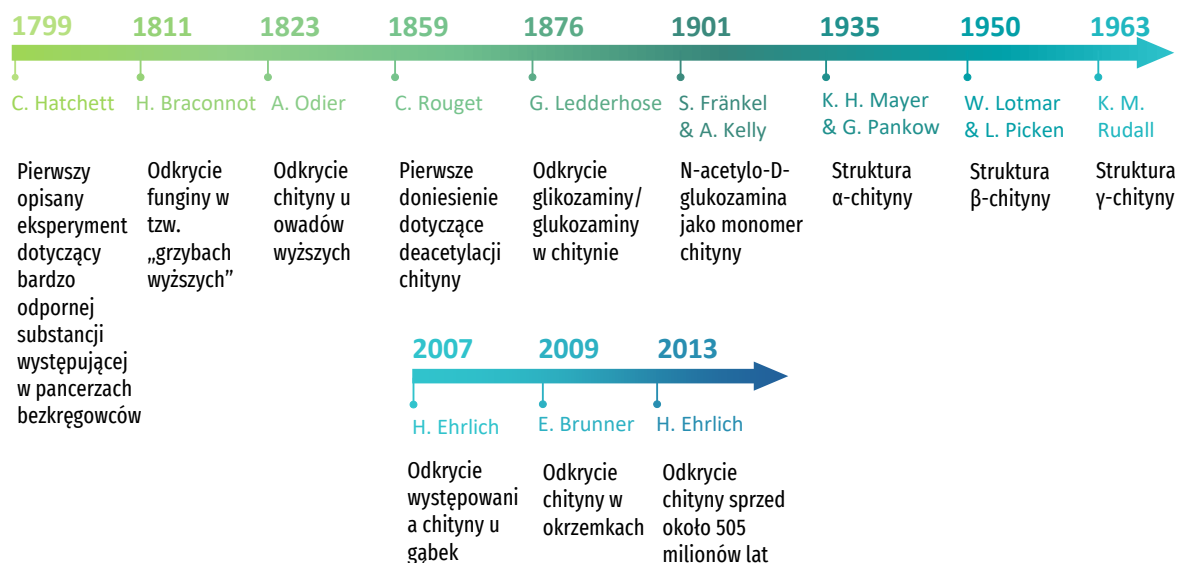 1799
C. Hatchett
Pierwszy
opisany
eksperyment
dotyczący
bardzo
odpornej
substancji
występującej
w pancerzach
bezkręgowców
1811
H. Braconnot
Odkrycie
funginy w
tzw.
„grzybach
wyższych”
1823
A. Odier
Odkrycie
chityny u
owadów
wyższych
1859
C. Rouget
Pierwsze
doniesienie
dotyczące
deacetylacji
chityny
1876
G. Ledderhose
Odkrycie
glikozaminy/
glukozaminy
w chitynie
1901
S. Fränkel
& A. Kelly
N-acetylo-D-
glukozamina
jako monomer
chityny
1935
K. H. Mayer
& G. Pankow
Struktura
α-chityny
1950
W. Lotmar
& L. Picken
Struktura
β-chityny
1963
K. M.
Rudall
Struktura
γ-chityny
2007
H. Ehrlich
Odkrycie
występowani
a chityny u
gąbek
2009
E. Brunner
Odkrycie
chityny w
okrzemkach
2013
H. Ehrlich
Odkrycie
chityny sprzed
około 505
milionów lat